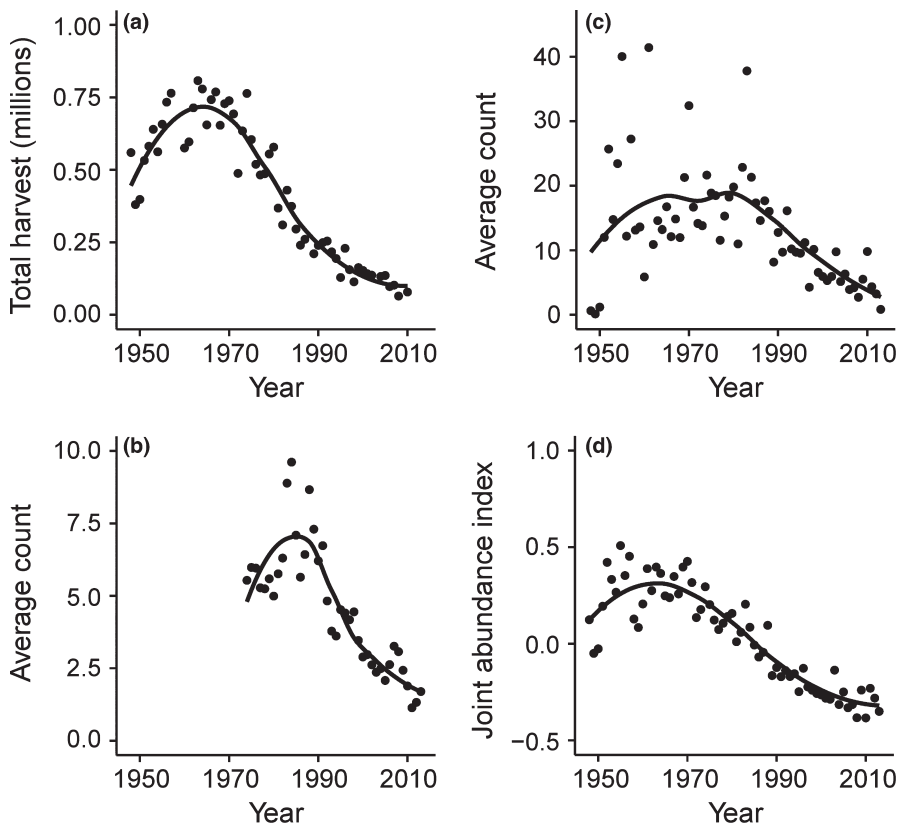 (a)
Total harvest (millions)
1.00
0.75
0.50
0.25
0.00
1950 1970 1990 2010
Year
(c)
Average count
40
30
20
10
0
1950 1970 1990 2010
Year
(b)
Average count
10.0
7.5
5.0
2.5
0.0
1950 1970 1990 2010
Year
(d)
Joint abundance index
1.0
0.5
0.0
−0.5
1950 1970 1990 2010
Year